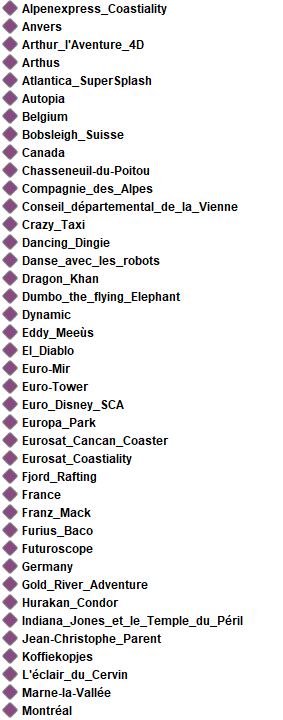 Alpenexpress_Coastiality
Anvers
Arthur_l'Aventure_4D
Arthus
Atlantica_SuperSplash
Autopia
Belgium
Bobsleigh_Suisse
Canada
Chasseneuil-du-Poitou
Compagnie_des_Alpes
Conseil_départemental_de_la_Vienne
Crazy_Taxi
Dancing_Dingie
Danse_avec_les_robots
Dragon_Khan
Dumbo_the_flying_Elephant
Dynamic
Eddy_Meeùs
El_Diablo
Euro-Mir
Euro-Tower
Euro_Disney_SCA
Europa_Park
Eurosat_Cancan_Coaster
Eurosat_Coastiality
Fjord_Rafting
France
Franz_Mack
Furius_Baco
Futuroscope
Germany
Gold_River_Adventure
Hurakan_Condor
Indiana_Jones_et_le_Temple_du_Péril
Jean-Christophe_Parent
Koffiekopjes
L'éclair_du_Cervin
Marne-la-Vallée
Montréal